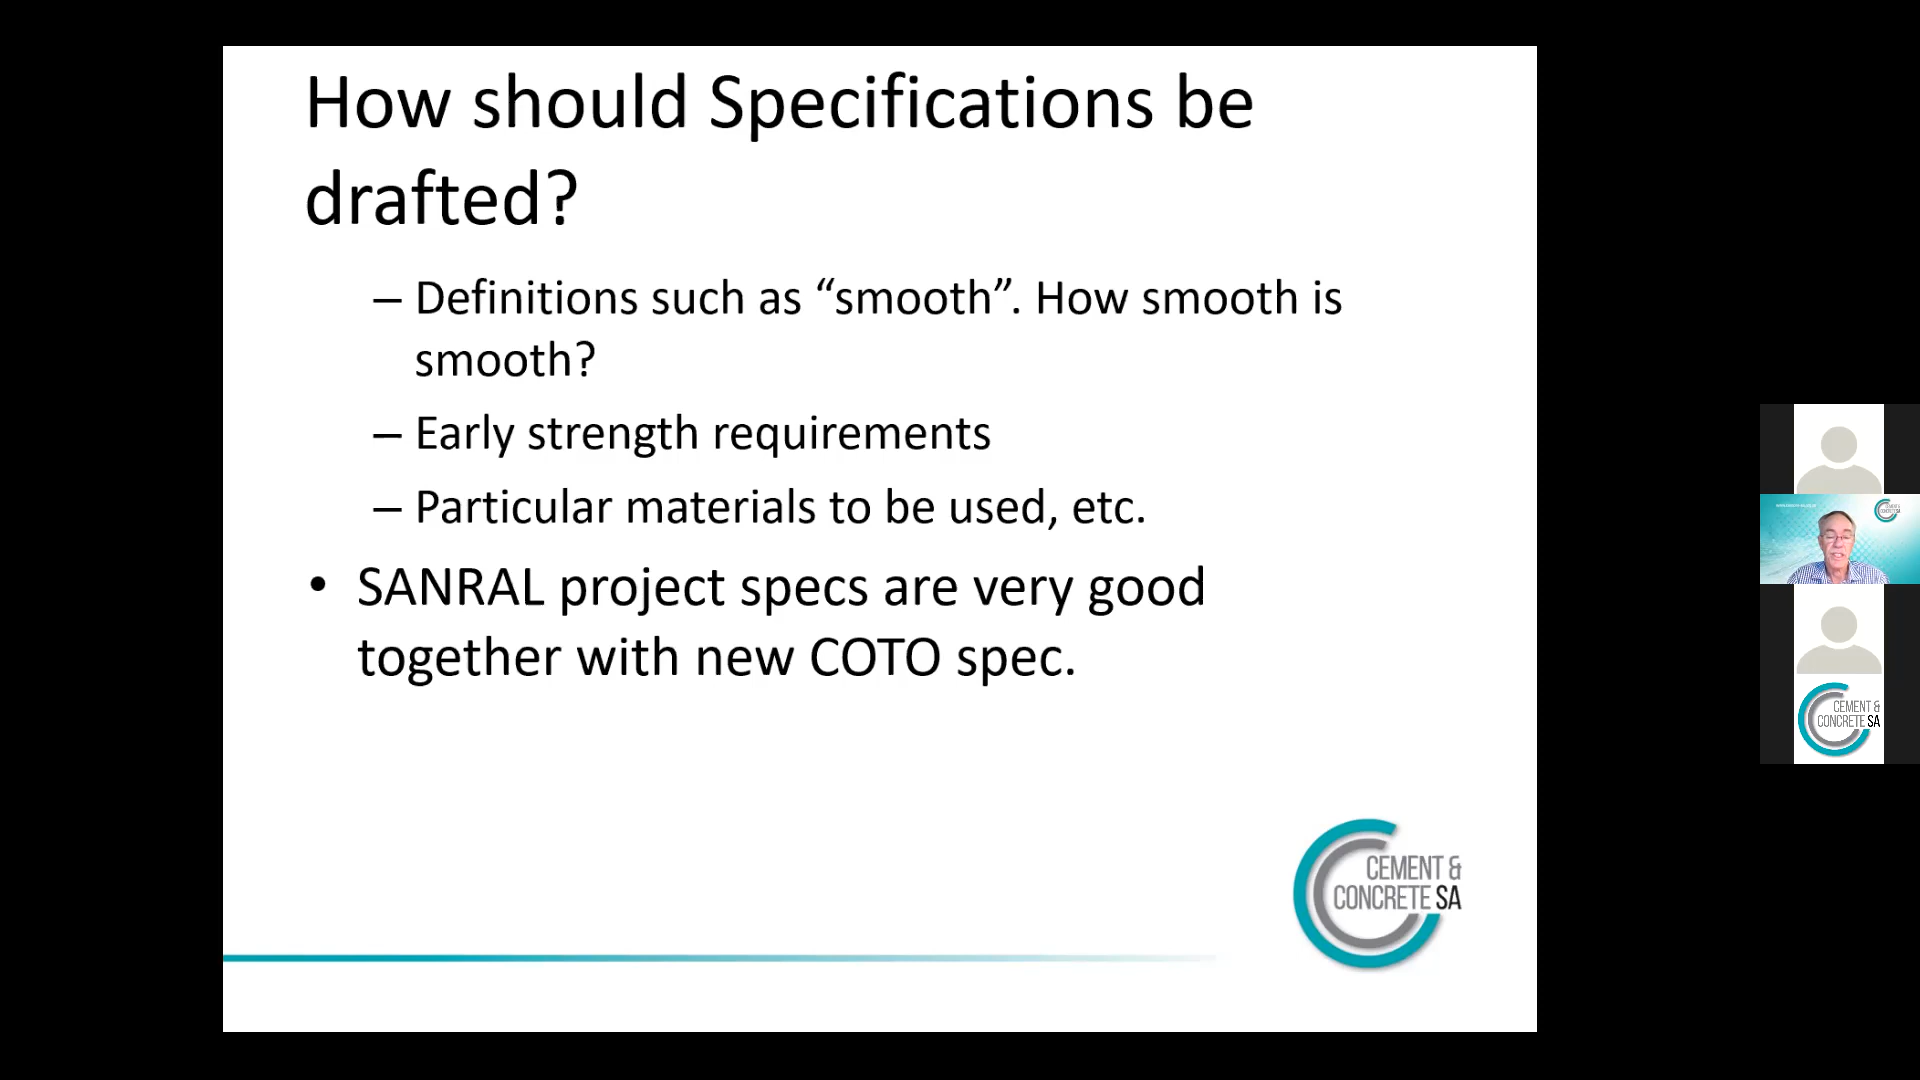 How should Specifications be
drafted?
– Definitions such as “smooth”. How smooth is
smooth?
– Early strength requirements
– Particular materials to be used, etc.
• SANRAL project specs are very good
together with new COTO spec.
CEMENT &
CONCRETE SA
CEMENT &
CONCRETE SA